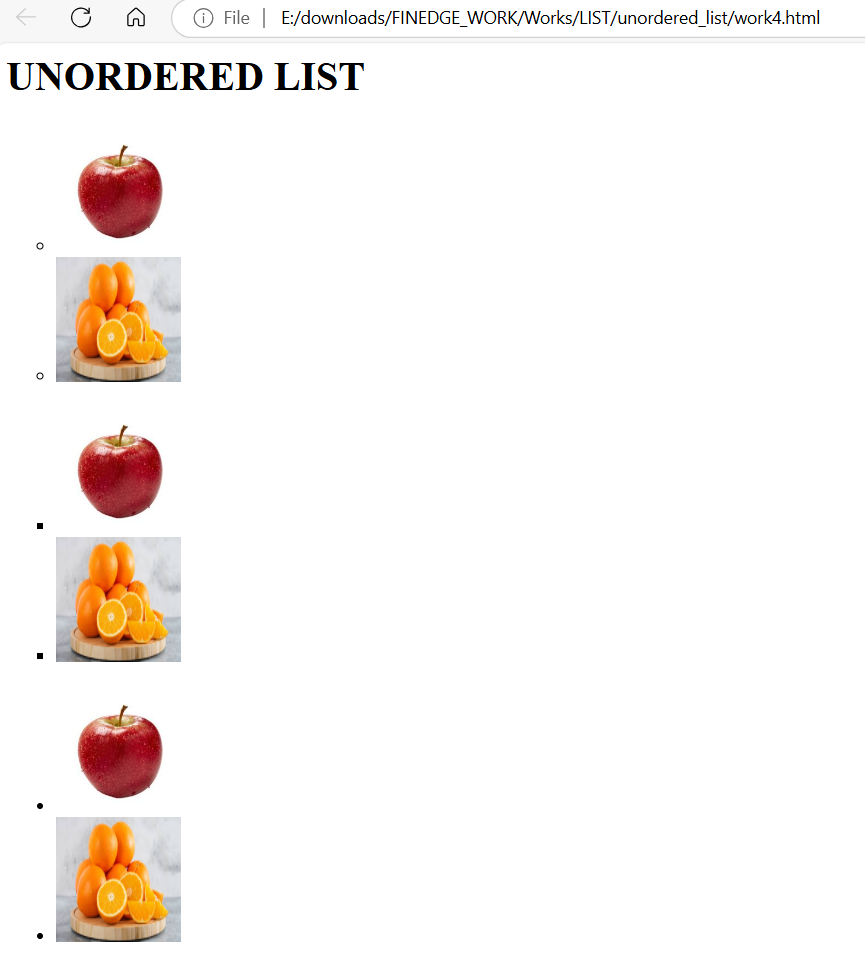 File | E:/downloads/FINEDGE_WORK/Works/LIST/unordered_list/work4.html
UNORDERED LIST